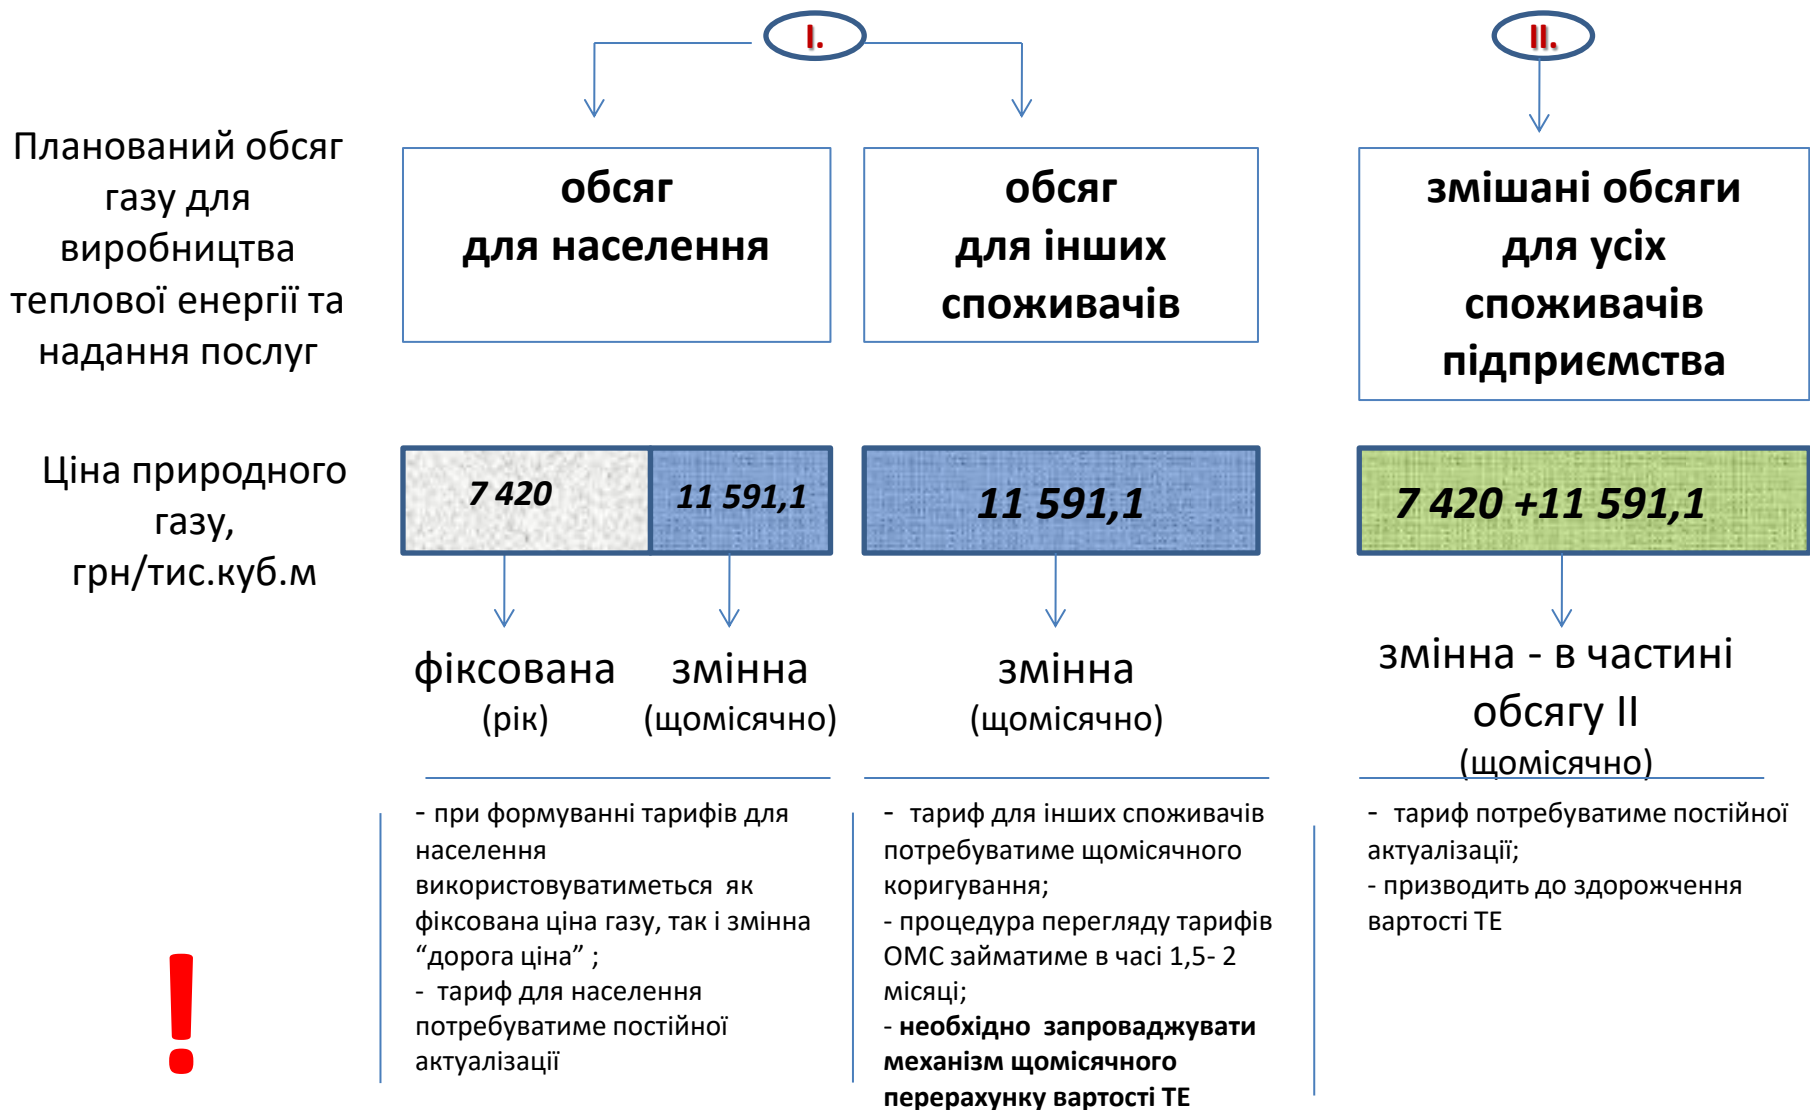 I.
II.
Планований обсяг
газу для
виробництва
теплової енергії та
надання послуг
обсяг
для населення
обсяг
для інших
споживачів
змішані обсяги
для усіх
споживачів
підприємства
Ціна природного
газу,
грн/тис.куб.м
7 420
11 591,1
11 591,1
7 420 +11 591,1
фіксована
(рік)
змінна
(щомісячно)
змінна
(щомісячно)
змінна - в частині
обсягу ІІ
(щомісячно)
- при формуванні тарифів для
населення
використовуватиметься як
фіксована ціна газу, так і змінна
“дорога ціна” ;
- тариф для населення
потребуватиме постійної
актуалізації
- тариф для інших споживачів
потребуватиме щомісячного
коригування;
- процедура перегляду тарифів
ОМС займатиме в часі 1,5- 2
місяці;
- необхідно запроваджувати
механізм щомісячного
перерахунку вартості ТЕ
- тариф потребуватиме постійної
актуалізації;
- призводить до здорожчення
вартості ТЕ
!